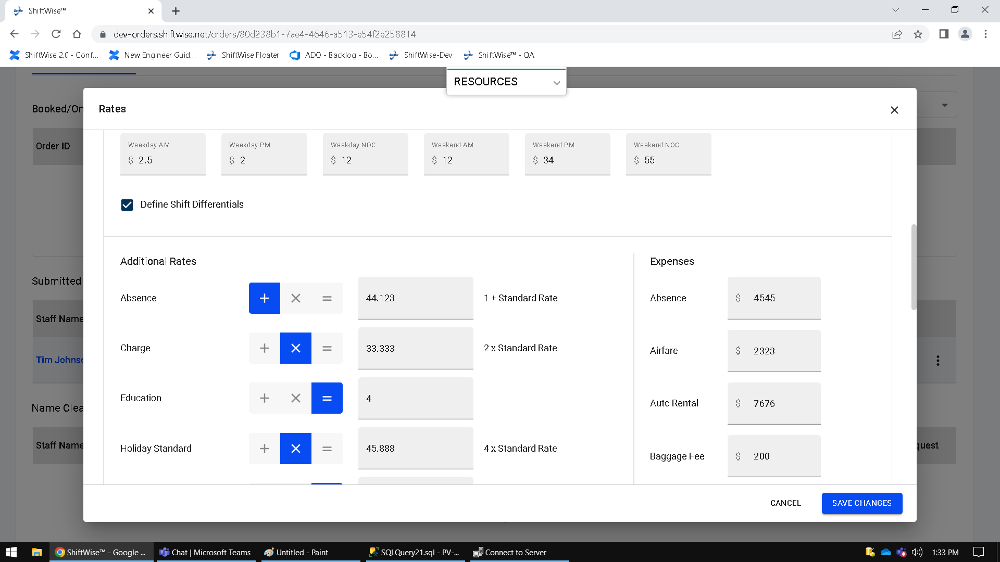 ShiftWise™
dev-orders.shiftwise.net/orders/80d238b1-7ae4-4646-a513-e54f2e258814
ShiftWise 2.0 - Conf... New Engineer Guid... ShiftWise Floater ADO - Backlog - Bo... ShiftWise-Dev ShiftWise™ - QA
RESOURCES
Booked/On
Order ID
Submitted
Staff Name
Tim Johnso
Name Clea
Staff Name
quest
Rates
Weekday AM Weekday PM Weekday NOC Weekend AM Weekend PM Weekend NOC
$ 2.5 $ 2 $ 12 $ 12 $ 34 $ 55
Define Shift Differentials
Additional Rates
Absence + × = 44.123 1 + Standard Rate
Charge + × = 33.333 2 x Standard Rate
Education + × = 4
Holiday Standard + × = 45.888 4 x Standard Rate
Expenses
Absence $ 4545
Airfare $ 2323
Auto Rental $ 7676
Baggage Fee $ 200
CANCEL SAVE CHANGES
ShiftWise™ - Google ... Chat | Microsoft Teams Untitled - Paint SQLQuery21.sql - PV-... Connect to Server 1:33 PM